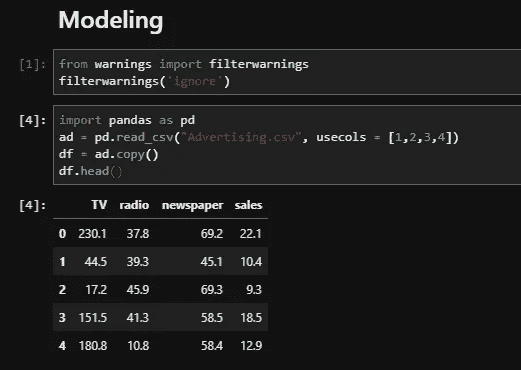 Modeling
[1]: from warnings import filterwarnings
filterwarnings('ignore')
[4]: import pandas as pd
ad = pd.read_csv("Advertising.csv", usecols = [1,2,3,4])
df = ad.copy()
df.head()
[4]: TV radio newspaper sales
0 230.1 37.8 69.2 22.1
1 44.5 39.3 45.1 10.4
2 17.2 45.9 69.3 9.3
3 151.5 41.3 58.5 18.5
4 180.8 10.8 58.4 12.9